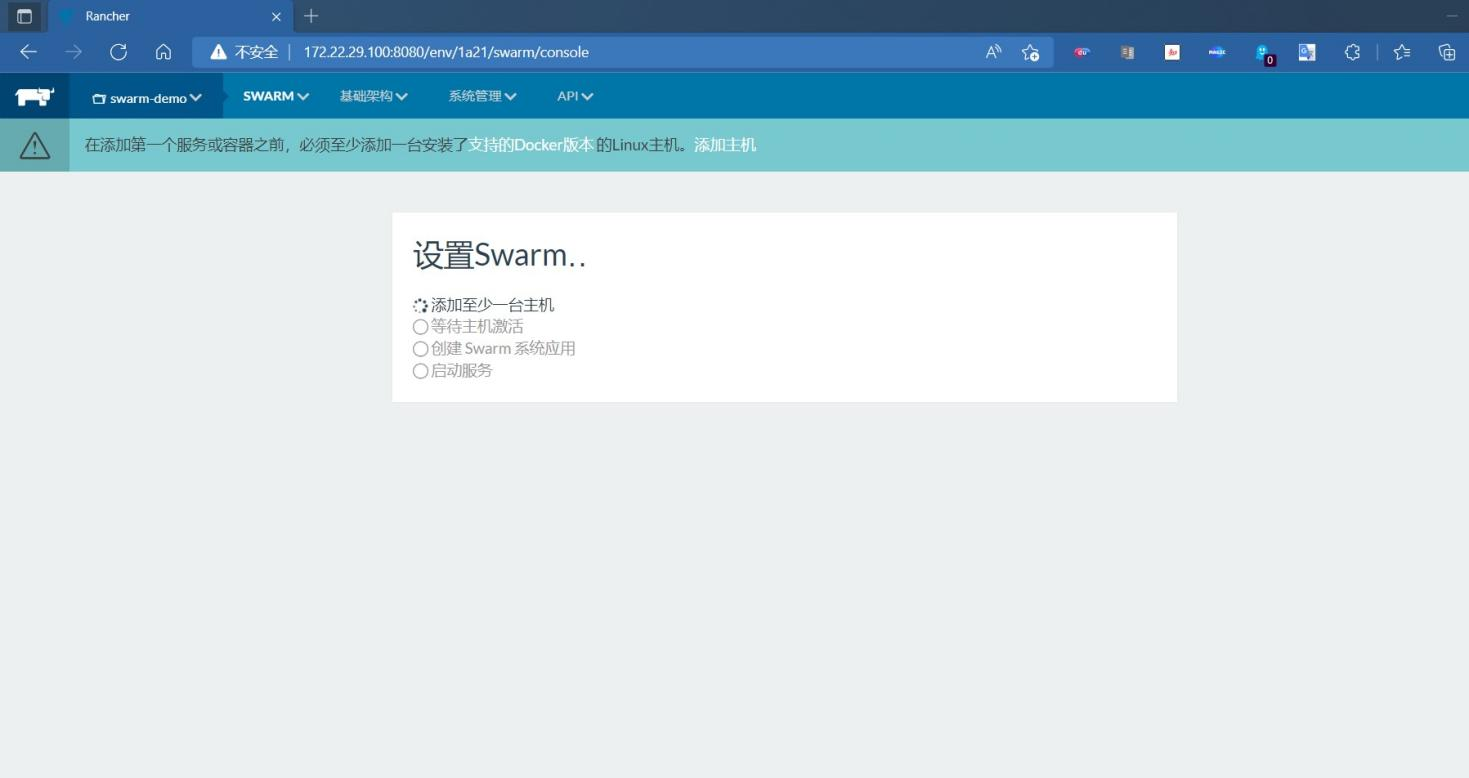 Rancher
不安全 172.22.29.100:8080/env/1a21/swarm/console
0
swarm-demo SWARM 基础架构 系统管理 API
在添加第一个服务或容器之前，必须至少添加一台安装了支持的Docker版本 的Linux主机。添加主机
设置Swarm..
添加至少一台主机
等待主机激活
创建 Swarm 系统应用
启动服务